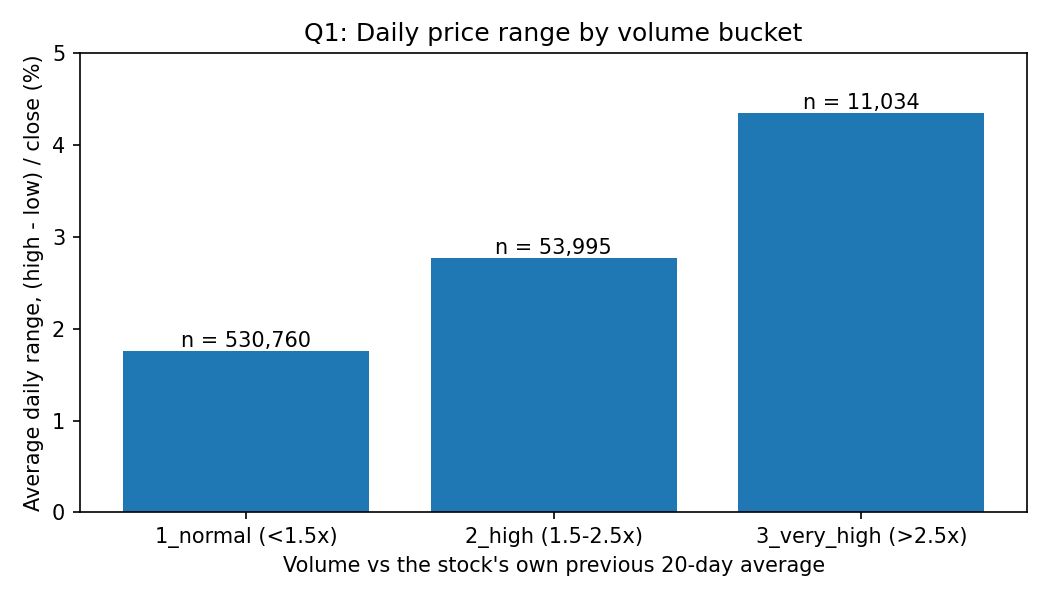 Q1: Daily price range by volume bucket
Average daily range, (high - low) / close (%)
5
4
3
2
1
0
n = 530,760
n = 53,995
n = 11,034
1_normal (<1.5x)
2_high (1.5-2.5x)
3_very_high (>2.5x)
Volume vs the stock's own previous 20-day average